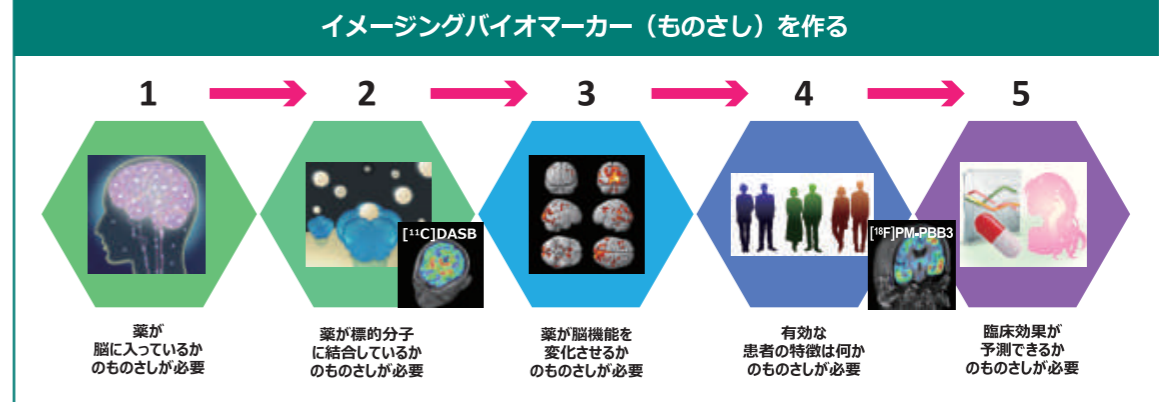 イメージングバイオマーカー（ものさし）を作る
1
2
3
4
5
[¹¹C]DASB
[¹⁸F]PM-PBB3
薬が
脳に入っているか
のものさしが必要
薬が標的分子
に結合しているか
のものさしが必要
薬が脳機能を
変化させるか
のものさしが必要
有効な
患者の特徴は何か
のものさしが必要
臨床効果が
予測できるか
のものさしが必要